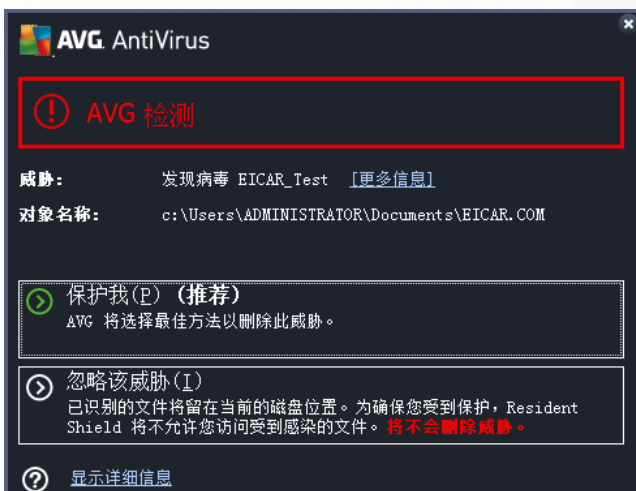 AVG. AntiVirus
AVG 检测
威胁： 发现病毒 EICAR_Test [更多信息]
对象名称： c:\Users\ADMINISTRATOR\Documents\EICAR.COM
保护我(P) (推荐)
AVG 将选择最佳方法以删除此威胁。
忽略该威胁(I)
已识别的文件将留在当前的磁盘位置。为确保您受到保护，Resident
Shield 将不允许您访问受到感染的文件。将不会删除威胁。
显示详细信息